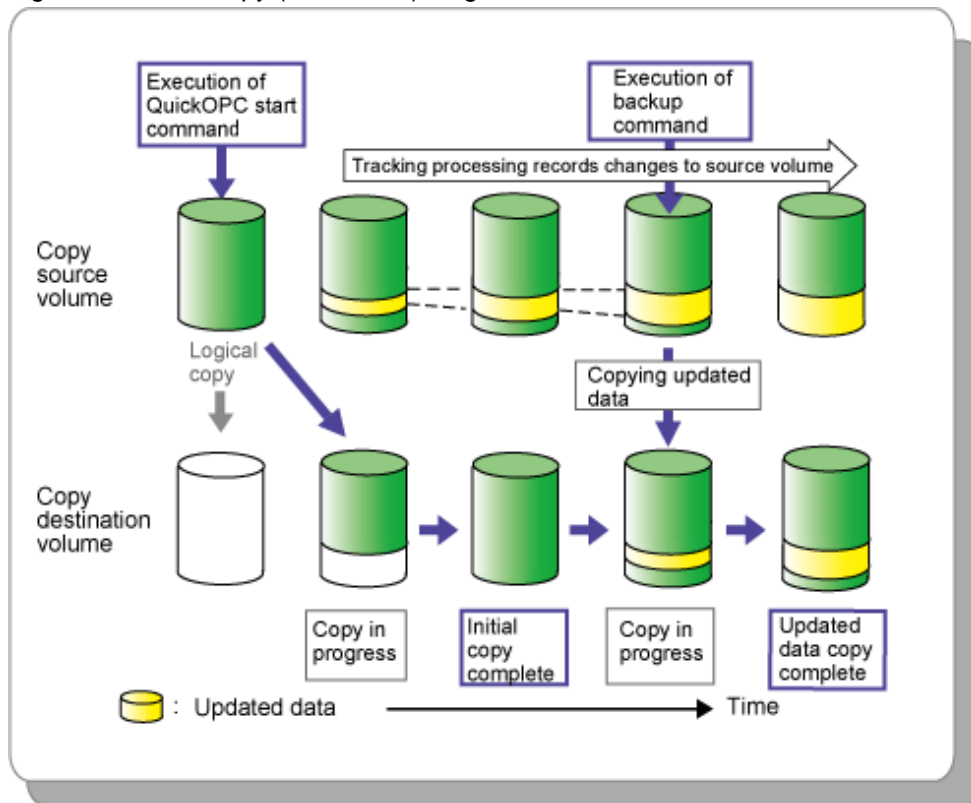 Execution of
QuickOPC start
command
Execution of
backup
command
Tracking processing records changes to source volume
Copy
source
volume
Logical
copy
Copying updated
data
Copy
destination
volume
Copy in
progress
Initial
copy
complete
Copy in
progress
Updated
data copy
complete
: Updated data
Time